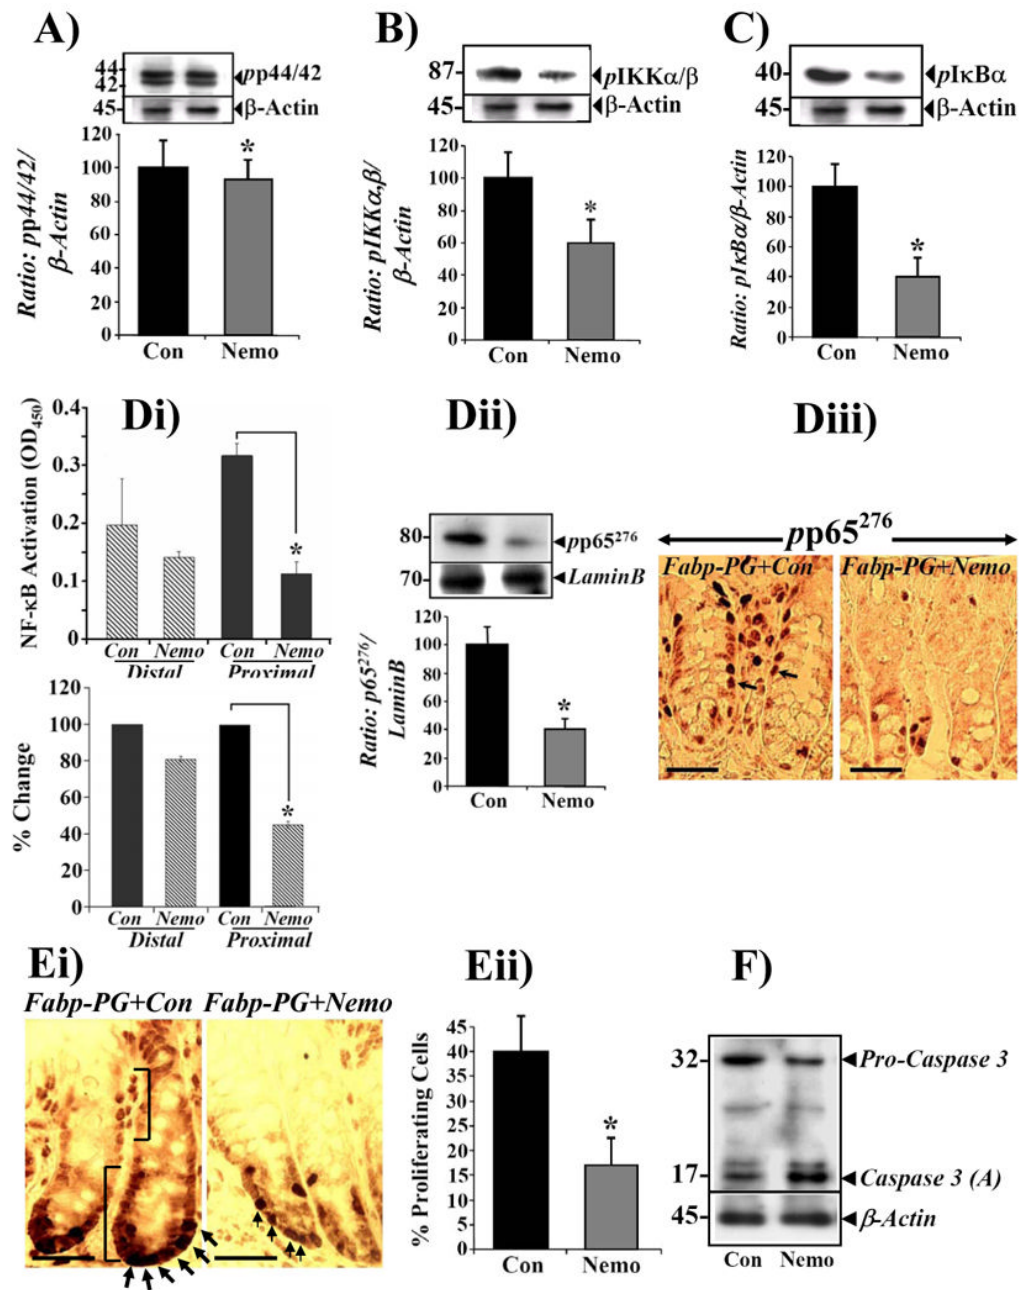 A)
44
42
pp44/42
45
β-Actin
Ratio: pp44/42/
β-Actin
120
100
80
60
40
20
0
*
Con Nemo
B)
87
pIKKα/β
45
β-Actin
Ratio: pIKKα,β/
β-Actin
140
120
100
80
60
40
20
0
*
Con Nemo
C)
40
pIκBα
45
β-Actin
Ratio: pIκBα/β-Actin
120
100
80
60
40
20
0
*
Con Nemo
Di)
NF-κB Activation (OD450)
0.4
0.3
0.2
0.1
0
*
Con Nemo Con Nemo
Distal Proximal
% Change
120
100
80
60
40
20
0
*
Con Nemo Con Nemo
Distal Proximal
Dii)
80
pp65276
70
LaminB
Ratio: p65276/
LaminB
120
100
80
60
40
20
0
*
Con Nemo
Diii)
pp65276
Fabp-PG+Con Fabp-PG+Nemo
Ei)
Fabp-PG+Con Fabp-PG+Nemo
Eii)
% Proliferating Cells
45
40
35
30
25
20
15
10
5
0
*
Con Nemo
F)
32
Pro-Caspase 3
17
Caspase 3 (A)
45
β-Actin
Con Nemo